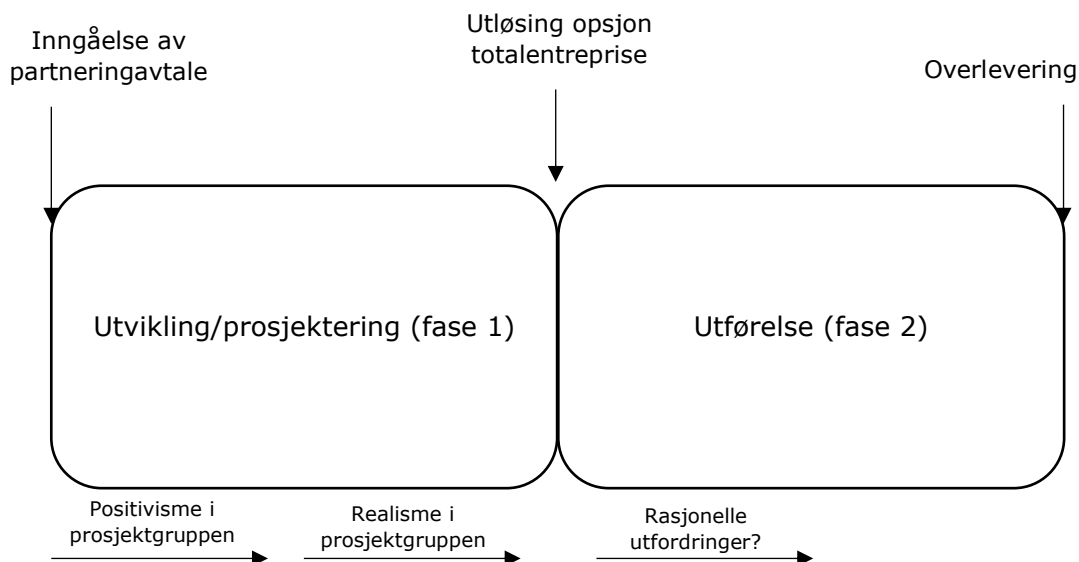 Inngåelse av
partneringavtale
Utløsing opsjon
totalentreprise
Overlevering
Utvikling/prosjektering (fase 1)
Utførelse (fase 2)
Positivisme i
prosjektgruppen
Realisme i
prosjektgruppen
Rasjonelle
utfordringer?